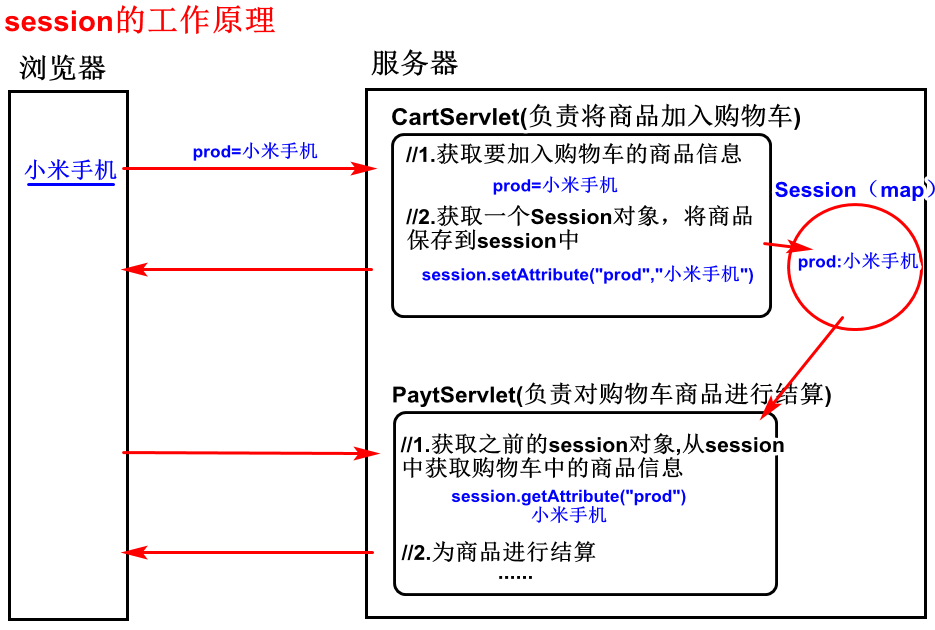 session的工作原理
浏览器
服务器
小米手机
prod=小米手机
CartServlet(负责将商品加入购物车)
//1.获取要加入购物车的商品信息
prod=小米手机
//2.获取一个Session对象，将商品
保存到session中
session.setAttribute("prod","小米手机")
Session（map）
prod:小米手机
PaytServlet(负责对购物车商品进行结算)
//1.获取之前的session对象,从session
中获取购物车中的商品信息
session.getAttribute("prod")
小米手机
//2.为商品进行结算
......